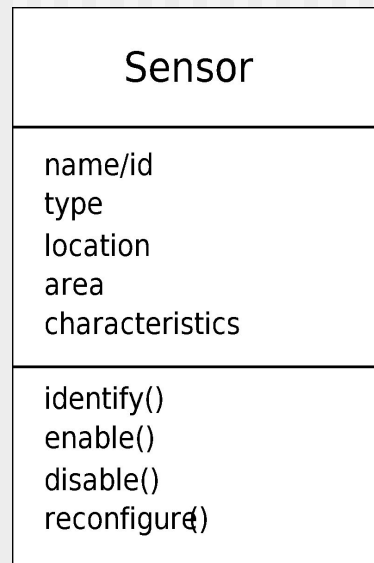 Sensor
name/id
type
location
area
characteristics
identify()
enable()
disable()
reconfigure()